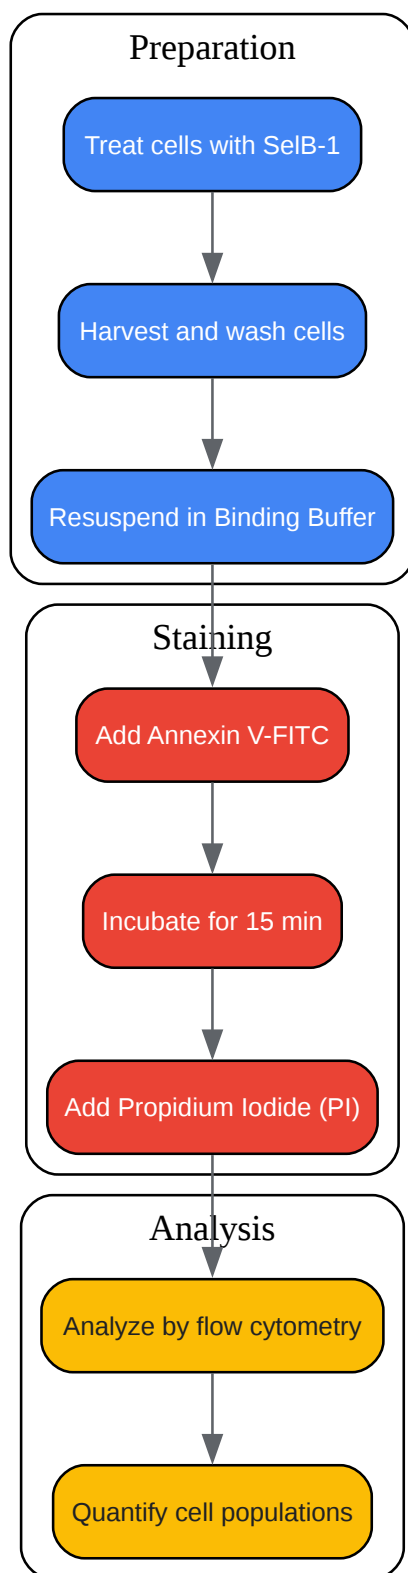 Preparation
Treat cells with SelB-1
Harvest and wash cells
Resuspend in Binding Buffer
Staining
Add Annexin V-FITC
Incubate for 15 min
Add Propidium Iodide (PI)
Analysis
Analyze by flow cytometry
Quantify cell populations